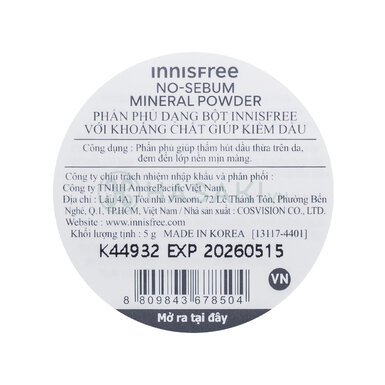 innisfree
NO-SEBUM
MINERAL POWDER
PHẤN PHỦ DẠNG BỘT INNISFREE
VỚI KHOÁNG CHẤT GIÚP KIỀM DẦU
Công dụng : Phấn phủ giúp thấm hút dầu thừa trên da,
đem đến lớp nền mịn màng.
Công ty chịu trách nhiệm nhập khẩu và phân phối :
Công ty TNHH AmorePacificViệt Nam,
Địa chỉ : Lầu 4A, Tòa nhà Vincom, 72 Lê Thánh Tôn, Phường Bến
Nghé, Q.1, TP.HCM, Việt Nam / Nhà sản xuất : COSVISION CO., LTD.
Website : www.innisfree.com
Khối lượng tịnh : 5 g MADE IN KOREA [13117-4401]
K44932 EXP 20260515
VN
8 809843 678504
Mở ra tại đây